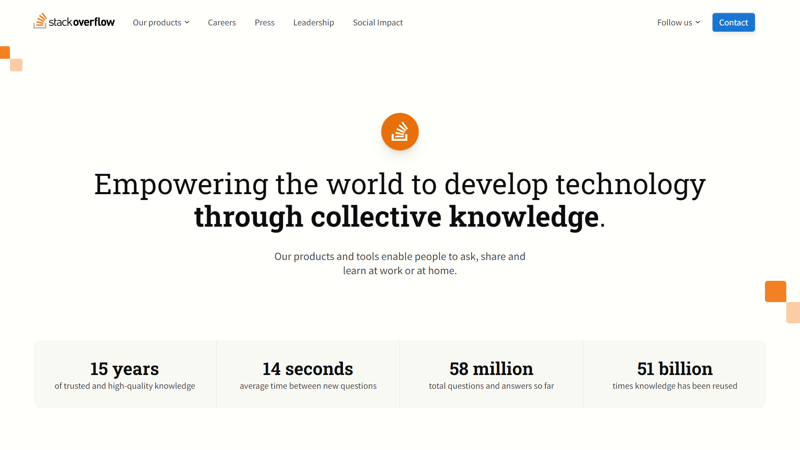 stackoverflow
Our products
Careers
Press
Leadership
Social Impact
Follow us
Contact
Empowering the world to develop technology
through collective knowledge.
Our products and tools enable people to ask, share and
learn at work or at home.
15 years
of trusted and high-quality knowledge
14 seconds
average time between new questions
58 million
total questions and answers so far
51 billion
times knowledge has been reused